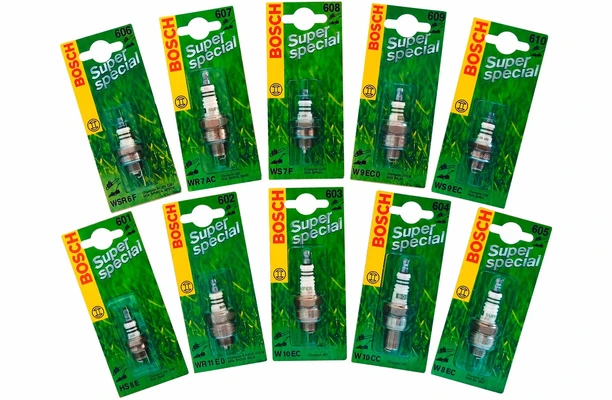 606
BOSCH
Super
special
WSR6F
607
BOSCH
Super
special
WR7AC
608
BOSCH
Super
special
WS7F
609
BOSCH
Super
special
W9EC0
610
BOSCH
Super
special
WS9EC
601
BOSCH
Super
special
HS8E
602
BOSCH
Super
special
WR11E0
603
BOSCH
Super
special
W10EC
604
BOSCH
Super
special
W10CC
605
BOSCH
Super
special
W8EC